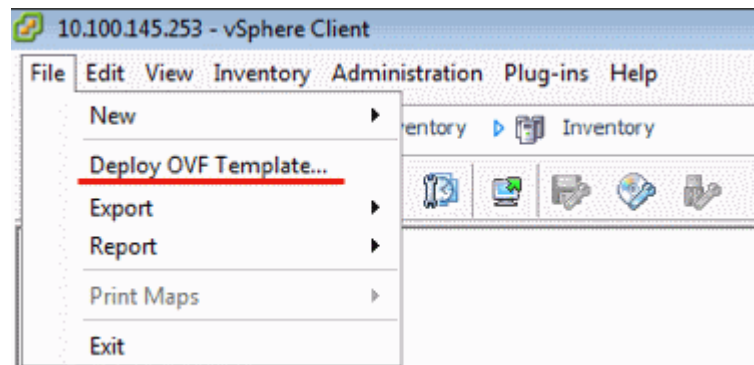 10.100.145.253 - vSphere Client
File Edit View Inventory Administration Plug-ins Help
New
entory Inventory
Deploy OVF Template...
Export
Report
Print Maps
Exit